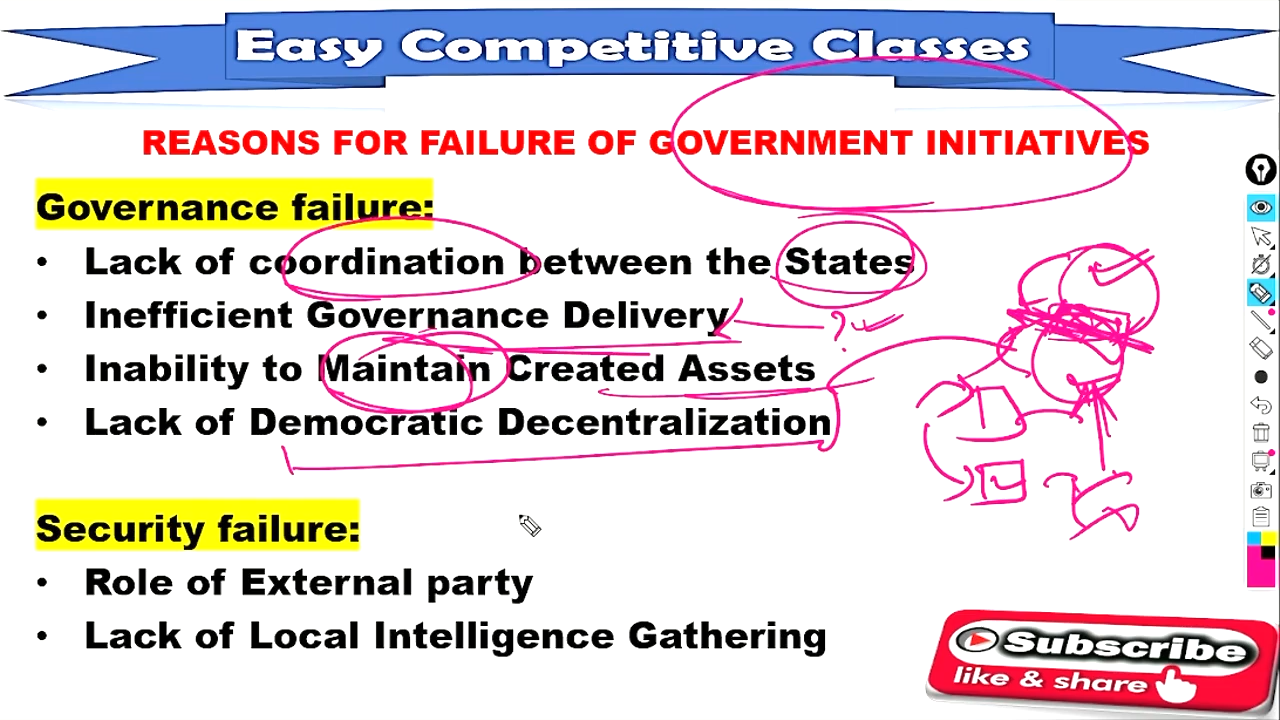 Easy Competitive Classes
REASONS FOR FAILURE OF GOVERNMENT INITIATIVES
Governance failure:
• Lack of coordination between the States
• Inefficient Governance Delivery
• Inability to Maintain Created Assets
• Lack of Democratic Decentralization
Security failure:
• Role of External party
• Lack of Local Intelligence Gathering
Subscribe
like & share